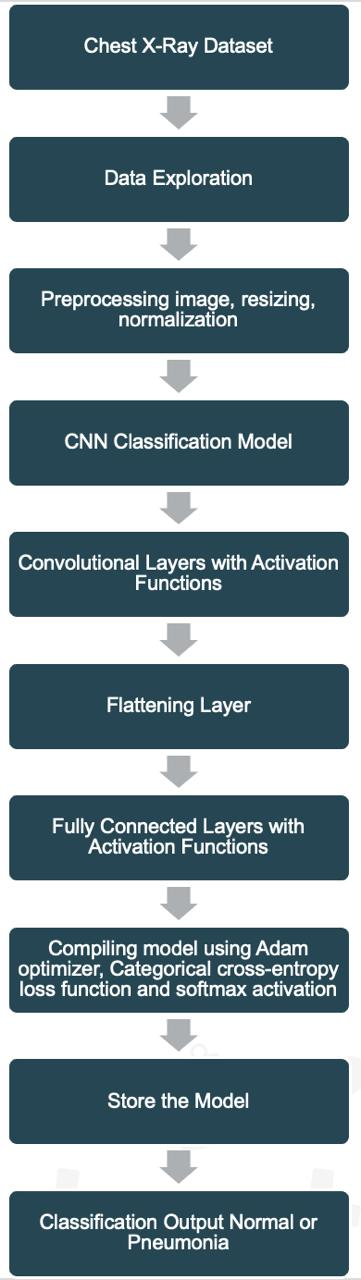 Chest X-Ray Dataset
Data Exploration
Preprocessing image, resizing,
normalization
CNN Classification Model
Convolutional Layers with Activation
Functions
Flattening Layer
Fully Connected Layers with
Activation Functions
Compiling model using Adam
optimizer, Categorical cross-entropy
loss function and softmax activation
Store the Model
Classification Output Normal or
Pneumonia